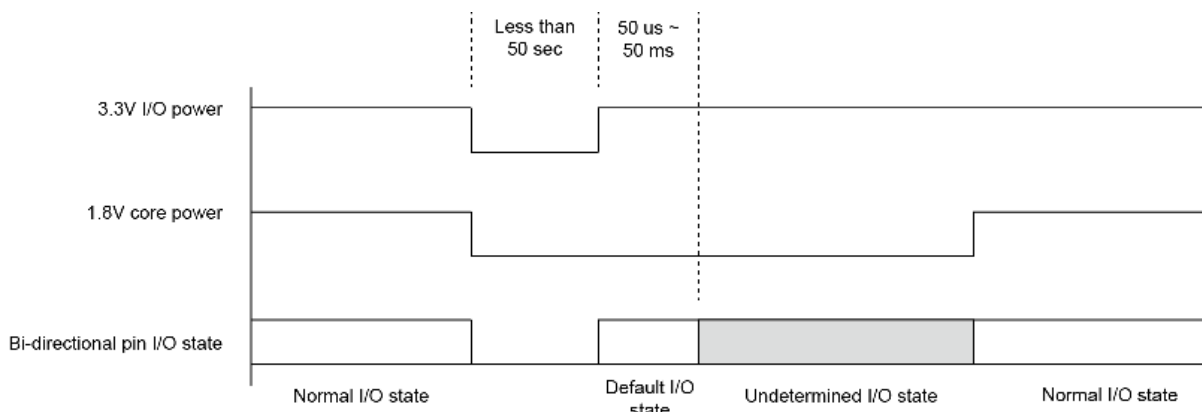 Less than
50 sec
50 us ~
50 ms
3.3V I/O power
1.8V core power
Bi-directional pin I/O state
Normal I/O state
Default I/O
state
Undetermined I/O state
Normal I/O state